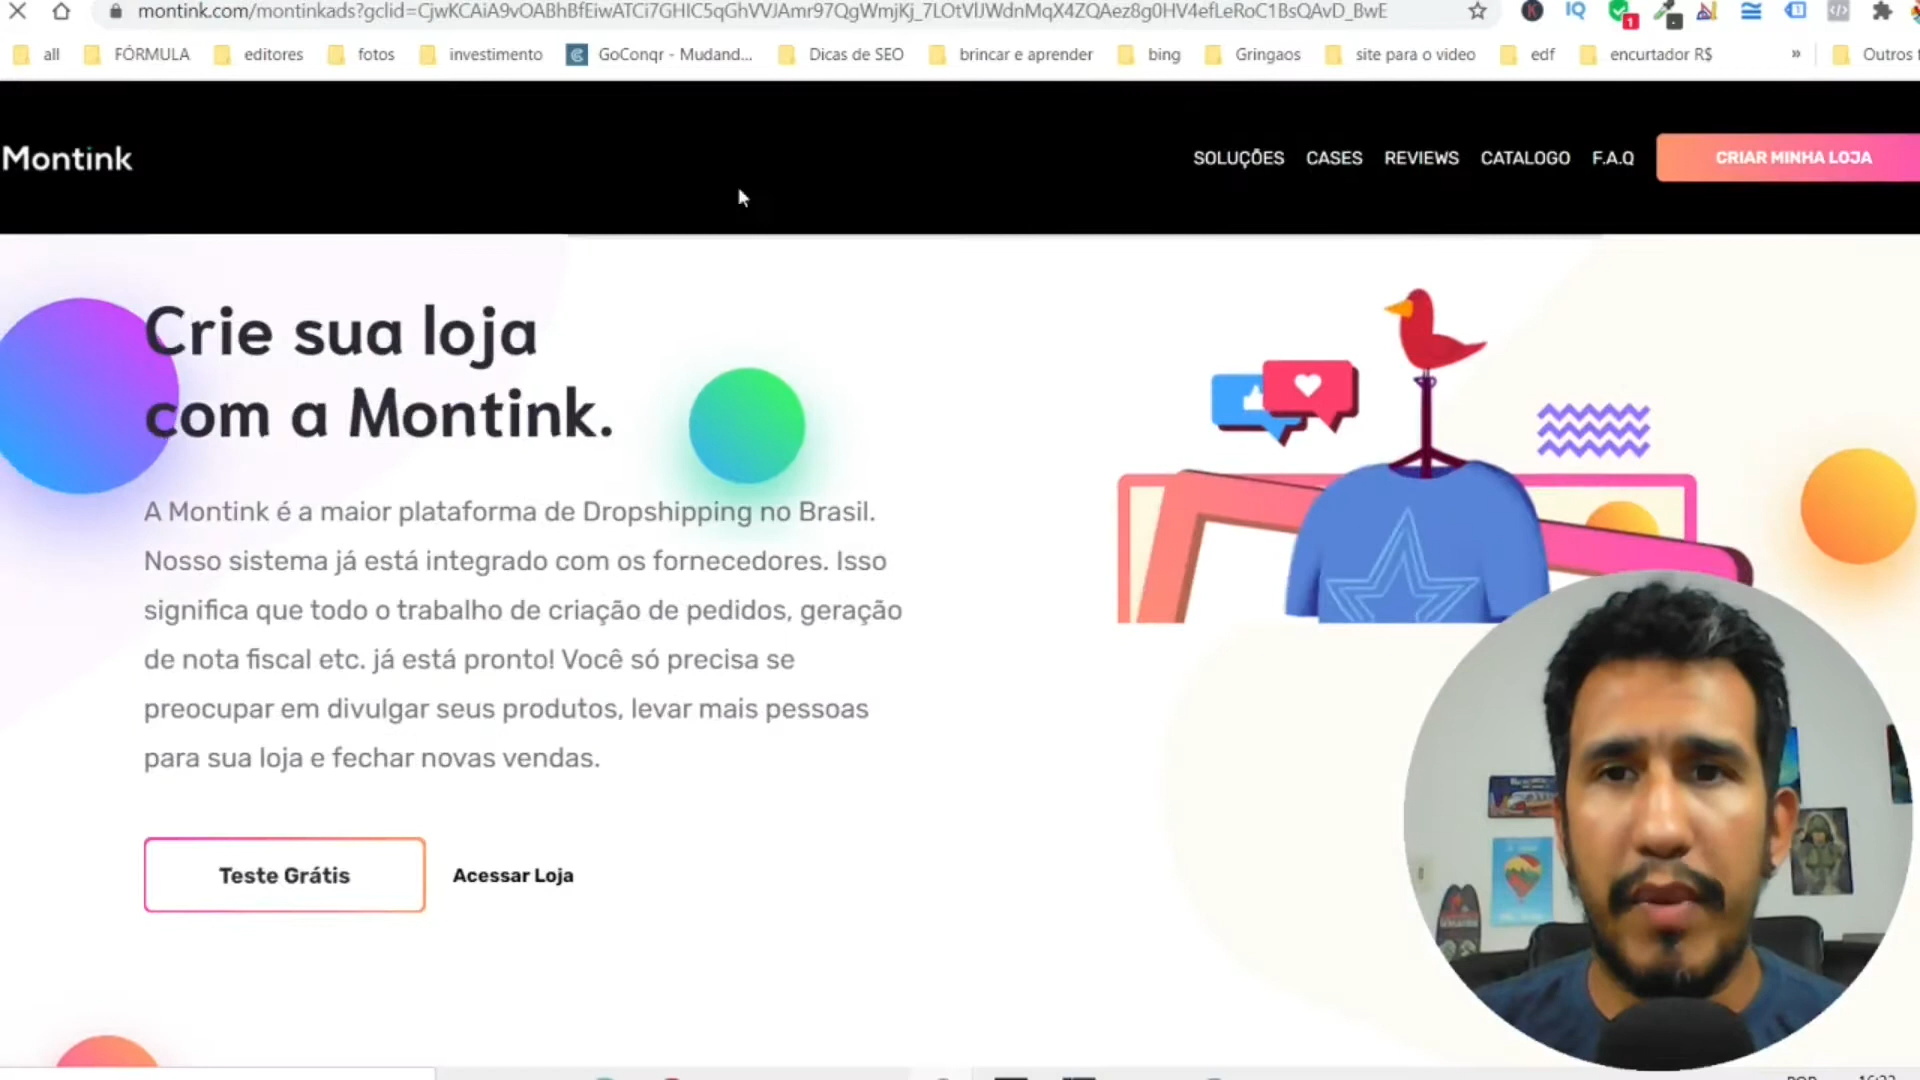 montink.com/montinkads?gclid=CjwKCAiA9vOABhBfEiwATCi7GHIC5qGhVVJAmr97QgWmjKj_7LOtVlJWdnMqX4ZQAez8g0HV4efLeRoC1BsQAvD_BwE
all FÓRMULA editores fotos investimento GoConqr - Mudand... Dicas de SEO brincar e aprender bing Gringaos site para o video edf encurtador R$ » Outros
Montink SOLUÇÕES CASES REVIEWS CATALOGO F.A.Q CRIAR MINHA LOJA
Crie sua loja
com a Montink.
A Montink é a maior plataforma de Dropshipping no Brasil.
Nosso sistema já está integrado com os fornecedores. Isso
significa que todo o trabalho de criação de pedidos, geração
de nota fiscal etc. já está pronto! Você só precisa se
preocupar em divulgar seus produtos, levar mais pessoas
para sua loja e fechar novas vendas.
Teste Grátis Acessar Loja